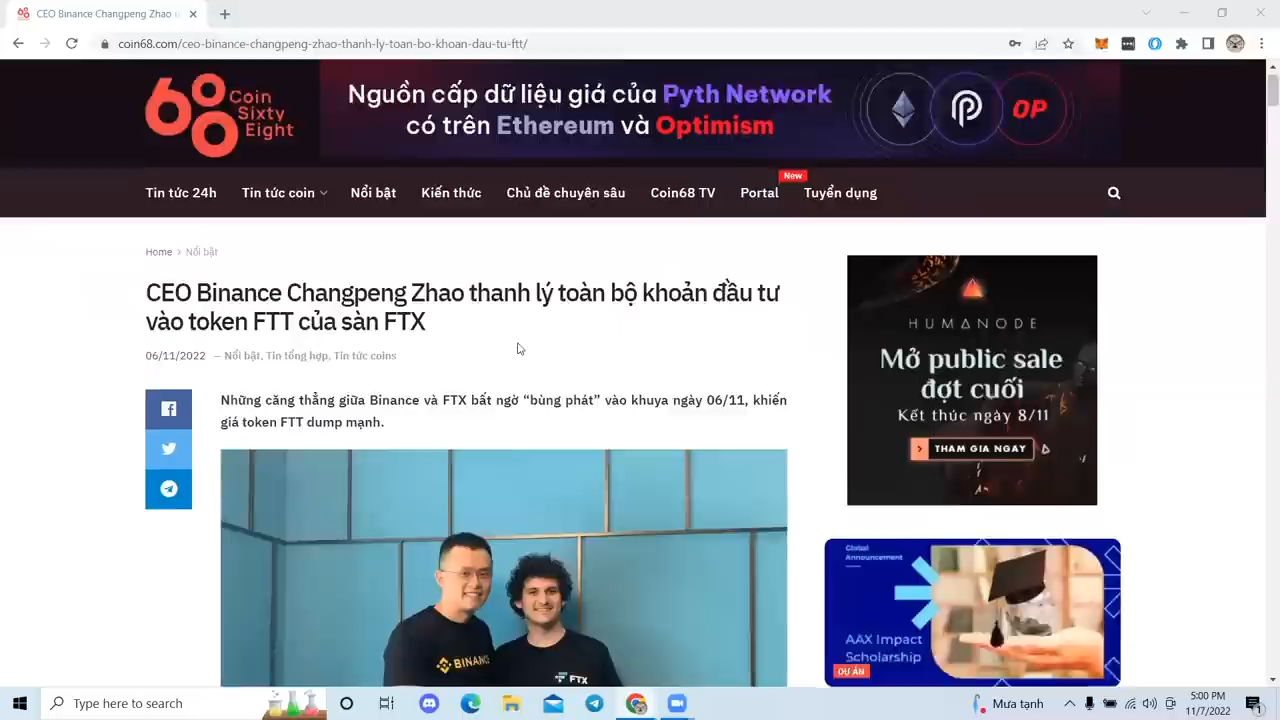 CEO Binance Changpeng Zhao
coin68.com/ceo-binance-changpeng-zhao-thanh-ly-toan-bo-khoan-dau-tu-ftt/
68 Coin
Sixty
Eight
Nguồn cấp dữ liệu giá của Pyth Network
có trên Ethereum và Optimism
OP
New
Tin tức 24h Tin tức coin Nổi bật Kiến thức Chủ đề chuyên sâu Coin68 TV Portal Tuyển dụng
Home > Nổi bật
CEO Binance Changpeng Zhao thanh lý toàn bộ khoản đầu tư
vào token FTT của sàn FTX
06/11/2022 – Nổi bật, Tin tổng hợp, Tin tức coins
Những căng thẳng giữa Binance và FTX bất ngờ “bùng phát” vào khuya ngày 06/11, khiến
giá token FTT dump mạnh.
BINANCE
FTX
HUMANODE
Mở public sale
đợt cuối
Kết thúc ngày 8/11
THAM GIA NGAY
Global
Announcement
AAX Impact
Scholarship
DỰ ÁN
Type here to search
Mưa tạnh
5:00 PM
11/7/2022
1